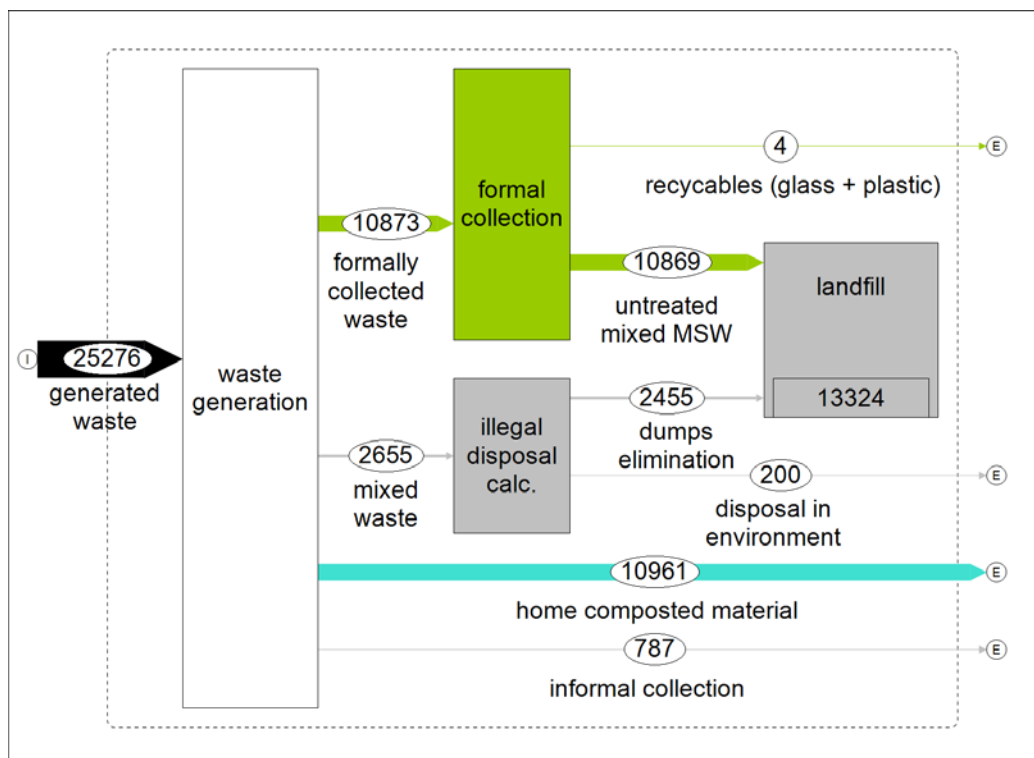 4
recycables (glass + plastic)
formal
collection
10873
formally
collected
waste
10869
untreated
mixed MSW
landfill
13324
I
25276
generated
waste
waste
generation
2655
mixed
waste
illegal
disposal
calc.
2455
dumps
elimination
200
disposal in
environment
10961
home composted material
787
informal collection
E
E
E
E